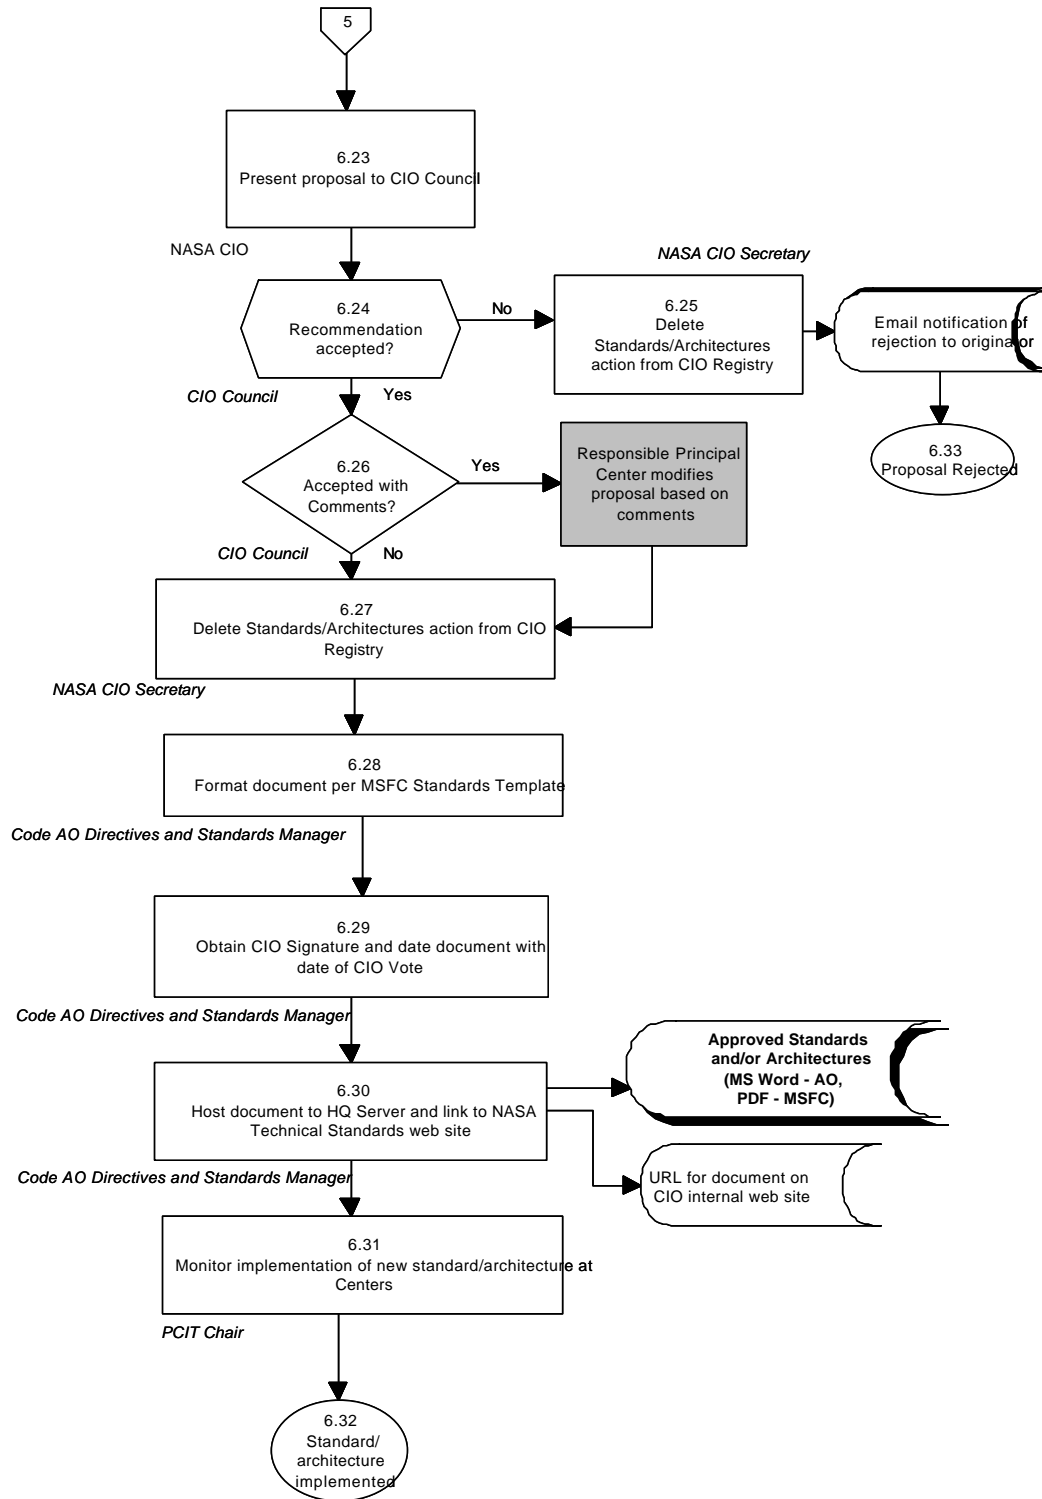 5
6.23
Present proposal to CIO Council
NASA CIO
NASA CIO Secretary
6.24
Recommendation
accepted?
No
6.25
Delete
Standards/Architectures
action from CIO Registry
Email notification of
rejection to originator
CIO Council
Yes
6.33
Proposal Rejected
6.26
Accepted with
Comments?
Yes
Responsible Principal
Center modifies
proposal based on
comments
CIO Council
No
6.27
Delete Standards/Architectures action from CIO
Registry
NASA CIO Secretary
6.28
Format document per MSFC Standards Template
Code AO Directives and Standards Manager
6.29
Obtain CIO Signature and date document with
date of CIO Vote
Code AO Directives and Standards Manager
6.30
Host document to HQ Server and link to NASA
Technical Standards web site
Approved Standards
and/or Architectures
(MS Word - AO,
PDF - MSFC)
URL for document on
CIO internal web site
Code AO Directives and Standards Manager
6.31
Monitor implementation of new standard/architecture at
Centers
PCIT Chair
6.32
Standard/
architecture
implemented